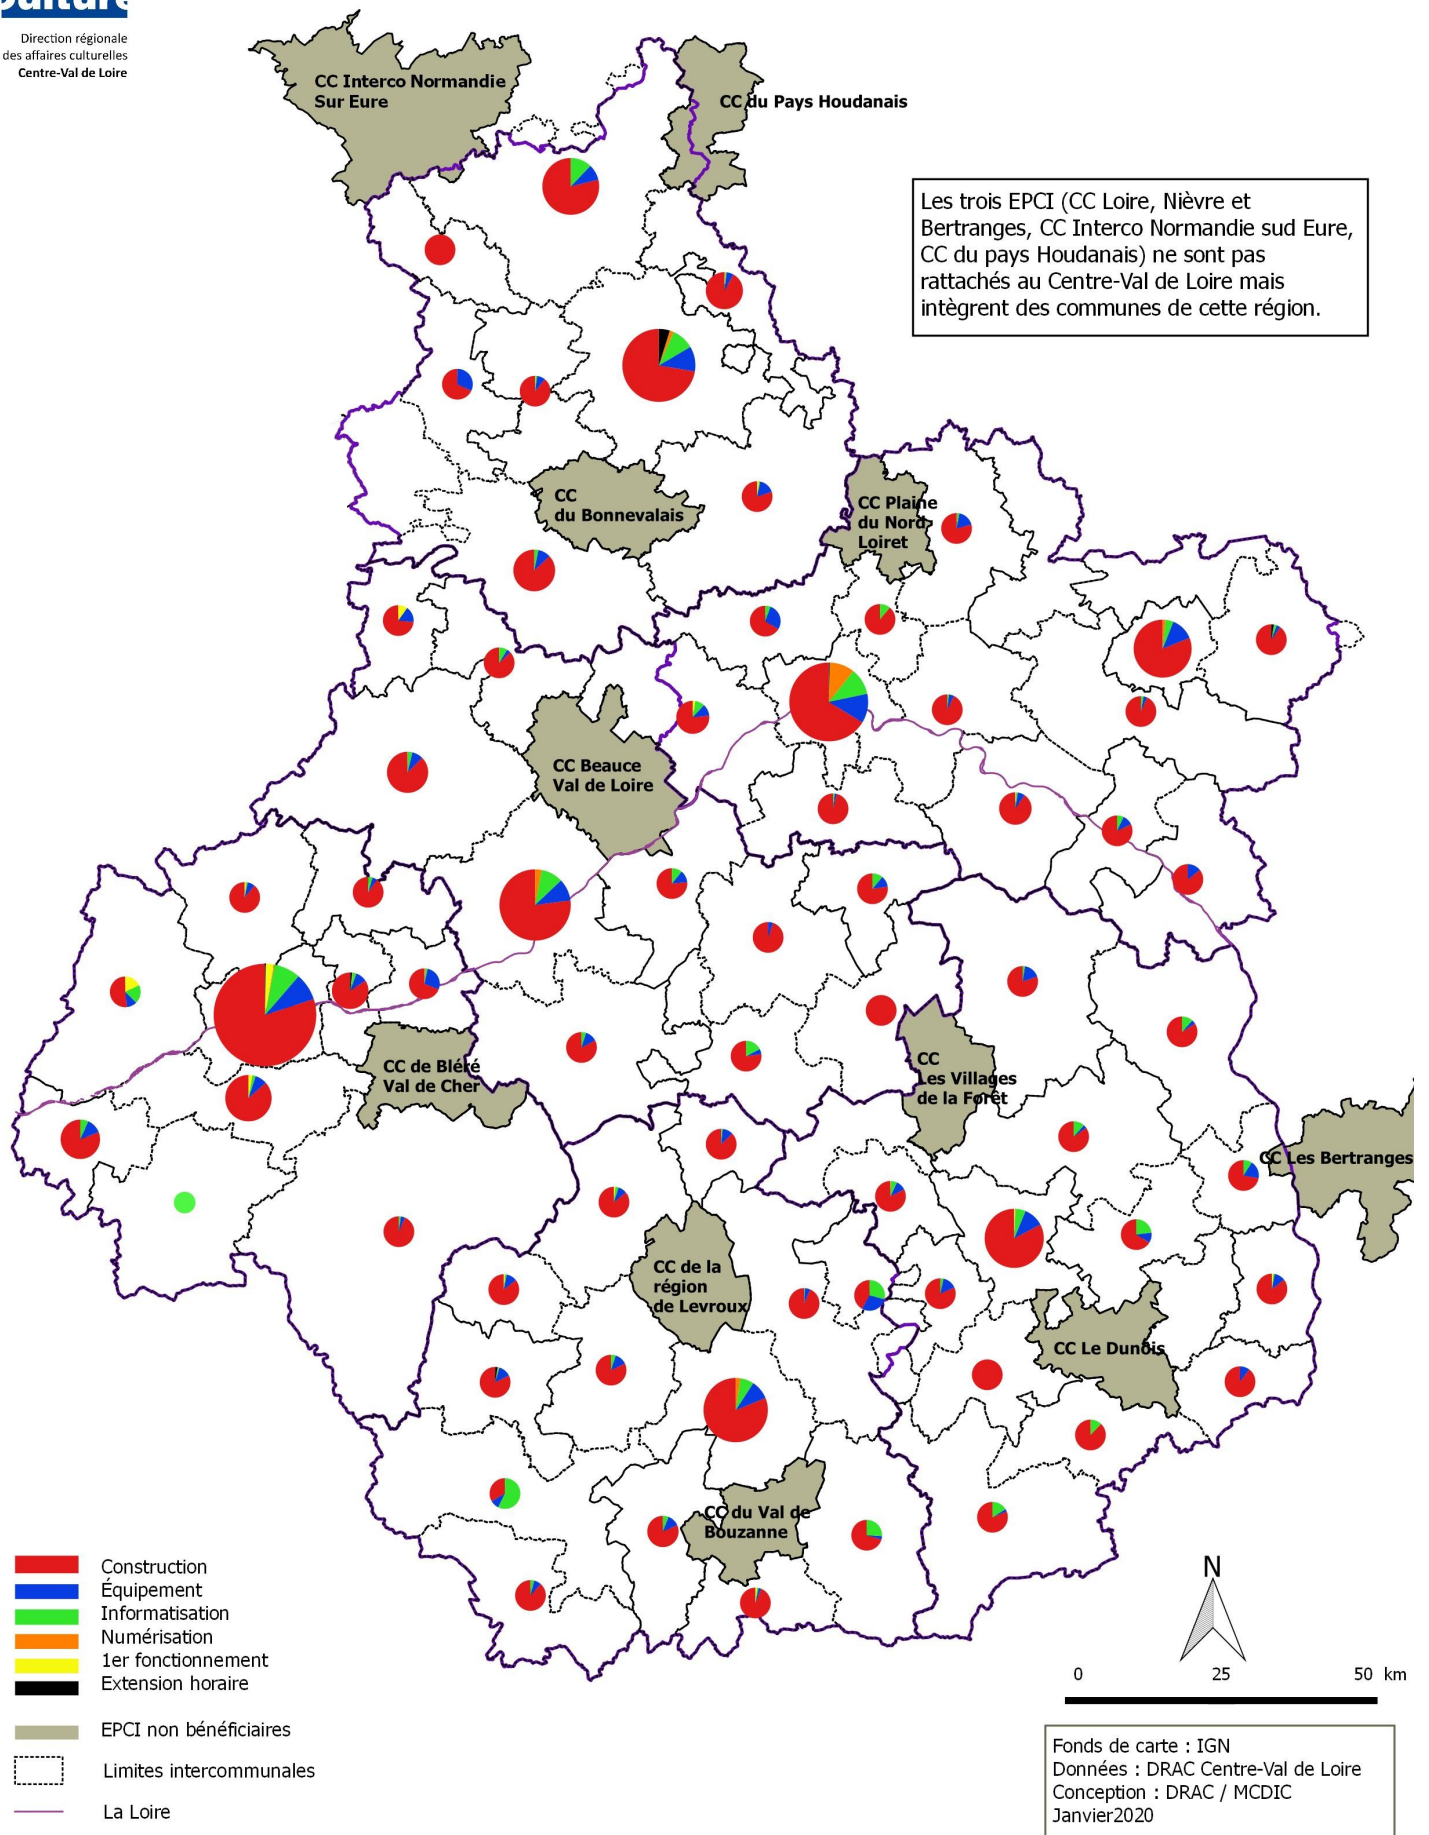 Culture
Direction régionale
des affaires culturelles
Centre-Val de Loire
CC Interco Normandie
Sur Eure
CC du Pays Houdanais
Les trois EPCI (CC Loire, Nièvre et
Bertranges, CC Interco Normandie sud Eure,
CC du pays Houdanais) ne sont pas
rattachés au Centre-Val de Loire mais
intègrent des communes de cette région.
CC
du Bonnevalais
CC Plaine
du Nord
Loiret
CC Beauce
Val de Loire
CC de Bléré
Val de Cher
CC
Les Villages
de la Forêt
CC Les Bertranges
CC de la
région
de Levroux
CC Le Dunois
CC du Val de
Bouzanne
Construction
Équipement
Informatisation
Numérisation
1er fonctionnement
Extension horaire
EPCI non bénéficiaires
Limites intercommunales
La Loire
N
0 25 50 km
Fonds de carte : IGN
Données : DRAC Centre-Val de Loire
Conception : DRAC / MCDIC
Janvier2020